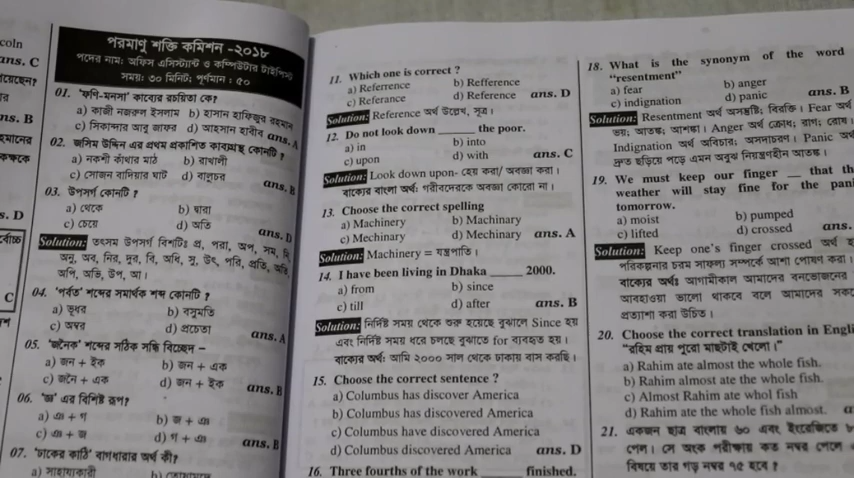 coln
ans. C
ns. B
s. D
C
পরমাণু শক্তি কমিশন -২০১৮
পদের নাম: অফিস এসিস্ট্যান্ট ও কম্পিউটার টাইপিস্ট
সময়: ৩০ মিনিট; পূর্ণমান : ৫০
01. 'ফণি-মনসা' কাব্যের রচয়িতা কে?
a) কাজী নজরুল ইসলাম b) হাসান হাফিজুর রহমান
c) সিকান্দার আবু জাফর d) আহসান হাবীব ans. A
02. জসিম উদ্দিন এর প্রথম প্রকাশিত কাব্যগ্রন্থ কোনটি ?
a) নকশী কাঁথার মাঠ b) রাখালী
c) সোজন বাদিয়ার ঘাট d) বালুচর ans. B
03. উপসর্গ কোনটি ?
a) থেকে b) দ্বারা
c) চেয়ে d) অতি ans. D
Solution: তৎসম উপসর্গ বিশটিঃ প্র, পরা, অপ, সম, নি,
অনু, অব, নির, দুর, বি, অধি, সু, উৎ, পরি, প্রতি, অভি,
অপি, অতি, উপ, আ।
04. 'পর্বত' শব্দের সমার্থক শব্দ কোনটি ?
a) ভূধর b) বসুমতি
c) অম্বর d) প্রচেতা ans. A
05. 'জনৈক' শব্দের সঠিক সন্ধি বিচ্ছেদ –
a) জন + ইক b) জন + এক
c) জনৈ + এক d) জান + ইক ans. B
06. 'জ্ঞ' এর বিশিষ্ট রূপ?
a) ঞ + গ b) জ + ঞ
c) ঞ + জ d) গ + ঞ ans. B
07. 'ঢাকের কাঠি' বাগধারার অর্থ কী?
a) সাহায্যকারী b)
11. Which one is correct ?
a) Referrence b) Refference
c) Referance d) Reference ans. D
Solution: Reference অর্থ উল্লেখ, সূত্র।
12. Do not look down ______ the poor.
a) in b) into
c) upon d) with ans. C
Solution: Look down upon- হেয় করা/ অবজ্ঞা করা।
বাক্যের বাংলা অর্থ: গরীবদেরকে অবজ্ঞা কোরো না।
13. Choose the correct spelling
a) Machinery b) Machinary
c) Mechinary d) Mechinery ans. A
Solution: Machinery = যন্ত্রপাতি।
14. I have been living in Dhaka ______ 2000.
a) from b) since
c) till d) after ans. B
Solution: নির্দিষ্ট সময় থেকে শুরু হয়েছে বুঝালে Since হয়
এবং নির্দিষ্ট সময় ধরে চলছে বুঝাতে for ব্যবহৃত হয়।
বাক্যের অর্থ: আমি ২০০০ সাল থেকে ঢাকায় বাস করছি।
15. Choose the correct sentence ?
a) Columbus has discover America
b) Columbus has discovered America
c) Columbus have discovered America
d) Columbus discovered America ans. D
16. Three fourths of the work ______ finished.
18. What is the synonym of the word
“resentment”
a) fear b) anger
c) indignation d) panic ans. B
Solution: Resentment অর্থ অসন্তুষ্টি; বিরক্তি। Fear অর্থ
ভয়; আতঙ্ক; আশঙ্কা। Anger অর্থ ক্রোধ; রাগ; রোষ।
Indignation অর্থ অবিচার; অসদাচরণ। Panic অর্থ
দ্রুত ছড়িয়ে পড়ে এমন অবুঝ নিয়ন্ত্রণহীন আতঙ্ক।
19. We must keep our finger ___ that th
weather will stay fine for the pani
tomorrow.
a) moist b) pumped
c) lifted d) crossed ans.
Solution: Keep one's finger crossed অর্থ
পরিকল্পনার চরম সাফল্য সম্পর্কে আশা পোষণ করা।
বাক্যের অর্থঃ আগামীকাল আমাদের বনভোজনের
আবহাওয়া ভালো থাকবে বলে আমাদের সক
প্রত্যাশা করা উচিত।
20. Choose the correct translation in Engli
“রহিম প্রায় পুরো মাছটাই খেলো।”
a) Rahim ate almost the whole fish.
b) Rahim almost ate the whole fish.
c) Almost Rahim ate whol fish
d) Rahim ate the whole fish almost. a
21. একজন ছাত্র বাংলায় ৬০ এবং ইংরেজিতে ৮
পেল। সে অংক পরীক্ষায় কত নম্বর পেলে
বিষয়ে তার গড় নম্বর ৭৫ হবে ?